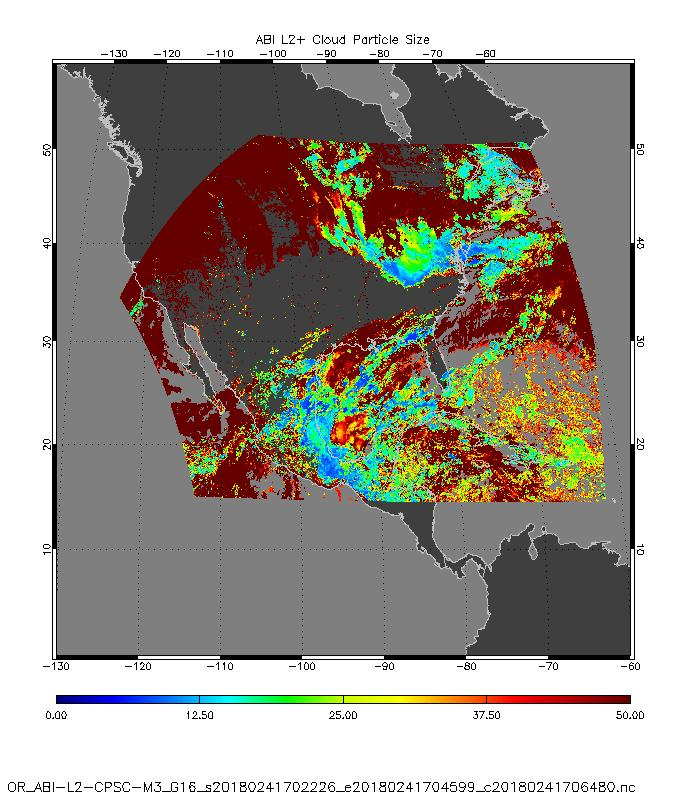 ABI L2+ Cloud Particle Size
-130 -120 -110 -100 -90 -80 -70 -60
50 50
40 40
30 30
20 20
10 10
-130 -120 -110 -100 -90 -80 -70 -60
0.00 12.50 25.00 37.50 50.00
OR_ABI-L2-CPSC-M3_G16_s20180241702226_e20180241704599_c20180241706480.nc